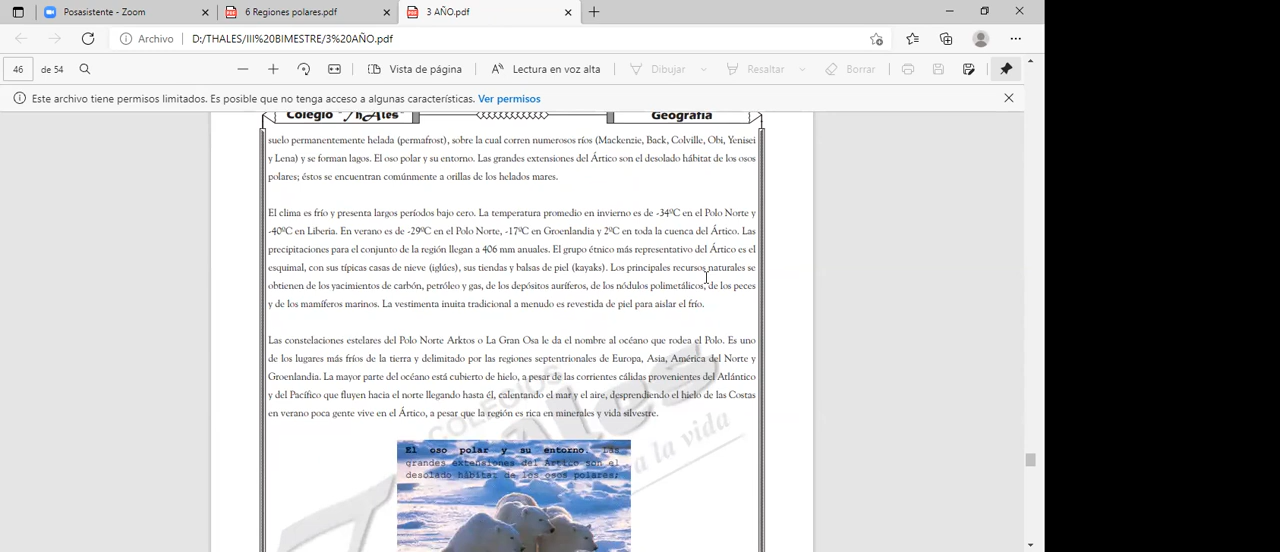 Posasistente - Zoom
6 Regiones polares.pdf
3 AÑO.pdf
Archivo
D:/THALES/III%20BIMESTRE/3%20AÑO.pdf
46
de 54
Vista de página
Lectura en voz alta
Dibujar
Resaltar
Borrar
Este archivo tiene permisos limitados. Es posible que no tenga acceso a algunas características. Ver permisos
Colegio "ThAles"
Geografía
suelo permanentemente helada (permafrost), sobre la cual corren numerosos ríos (Mackenzie, Back, Colville, Obi, Yenisei
y Lena) y se forman lagos. El oso polar y su entorno. Las grandes extensiones del Ártico son el desolado hábitat de los osos
polares; éstos se encuentran comúnmente a orillas de los helados mares.
El clima es frío y presenta largos períodos bajo cero. La temperatura promedio en invierno es de -34ºC en el Polo Norte y
-40ºC en Liberia. En verano es de -29ºC en el Polo Norte, -17ºC en Groenlandia y 2ºC en toda la cuenca del Ártico. Las
precipitaciones para el conjunto de la región llegan a 406 mm anuales. El grupo étnico más representativo del Ártico es el
esquimal, con sus típicas casas de nieve (iglúes), sus tiendas y balsas de piel (kayaks). Los principales recursos naturales se
obtienen de los yacimientos de carbón, petróleo y gas, de los depósitos auríferos, de los nódulos polimetálicos, de los peces
y de los mamíferos marinos. La vestimenta inuita tradicional a menudo es revestida de piel para aislar el frío.
Las constelaciones estelares del Polo Norte Arktos o La Gran Osa le da el nombre al océano que rodea el Polo. Es uno
de los lugares más fríos de la tierra y delimitado por las regiones septentrionales de Europa, Asia, América del Norte y
Groenlandia. La mayor parte del océano está cubierto de hielo, a pesar de las corrientes cálidas provenientes del Atlántico
y del Pacífico que fluyen hacia el norte llegando hasta él, calentando el mar y el aire, desprendiendo el hielo de las Costas
en verano poca gente vive en el Ártico, a pesar que la región es rica en minerales y vida silvestre.
COLEGIOS
Thales
a la vida
El oso polar y su entorno. Las
grandes extensiones del Ártico son el
desolado hábitat de los osos polares;